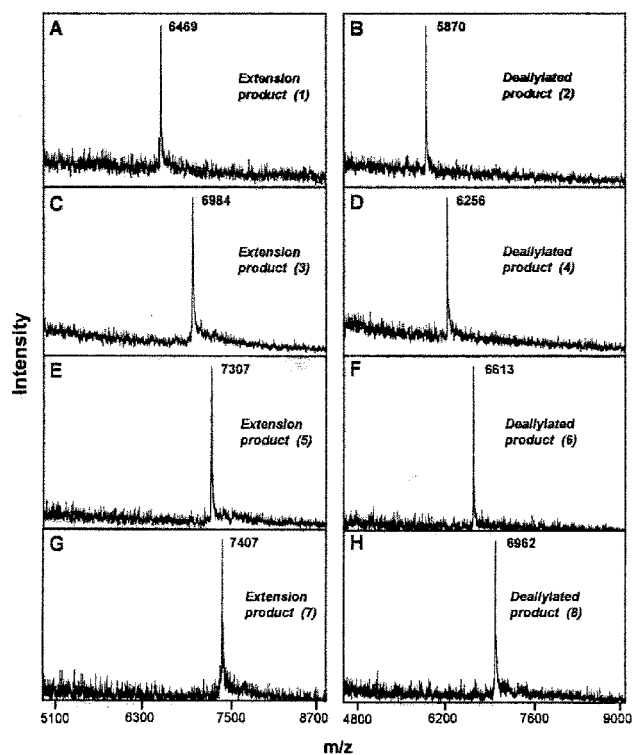 A
6469
Extension
product (1)
B
5870
Deallylated
product (2)
C
6984
Extension
product (3)
D
6256
Deallylated
product (4)
E
7307
Extension
product (5)
F
6613
Deallylated
product (6)
G
7407
Extension
product (7)
H
6962
Deallylated
product (8)
Intensity
5100 6300 7500 8700
4800 6200 7600 9000
m/z